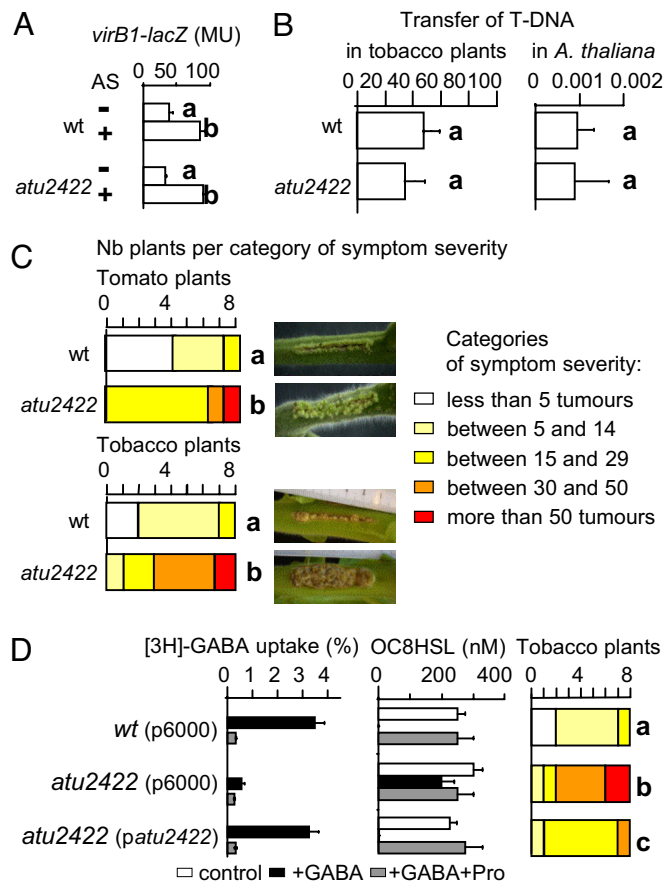 A
virB1-lacZ (MU)
0 50 100
AS
wt
- a
+ b
atu2422
- a
+ b
B
Transfer of T-DNA
in tobacco plants
0 20 40 60 80 100
in A. thaliana
0 0.001 0.002
wt a a
atu2422 a a
C
Nb plants per category of symptom severity
Tomato plants
0 4 8
wt a
atu2422 b
Tobacco plants
0 4 8
wt a
atu2422 b
Categories
of symptom severity:
less than 5 tumours
between 5 and 14
between 15 and 29
between 30 and 50
more than 50 tumours
D
[3H]-GABA uptake (%)
0 1 2 3 4
OC8HSL (nM)
0 200 400
Tobacco plants
0 4 8
wt (p6000) a
atu2422 (p6000) b
atu2422 (patu2422) c
control +GABA +GABA+Pro